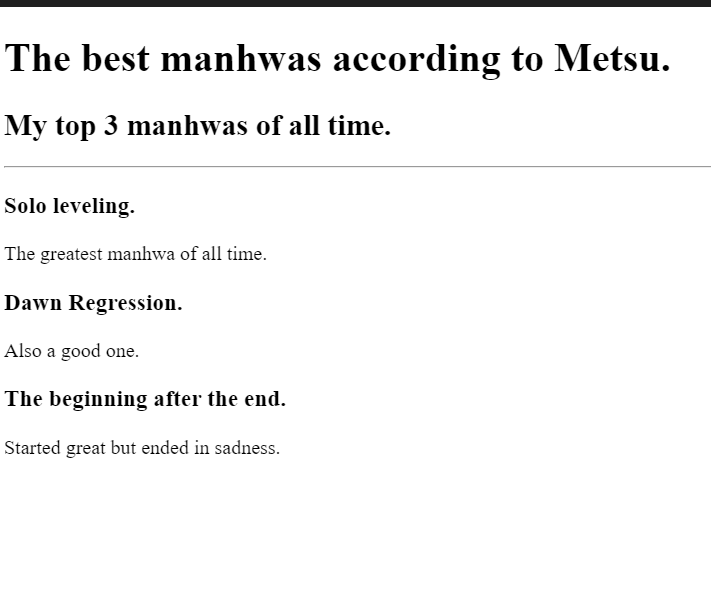 The best manhwas according to Metsu.
My top 3 manhwas of all time.
Solo leveling.
The greatest manhwa of all time.
Dawn Regression.
Also a good one.
The beginning after the end.
Started great but ended in sadness.